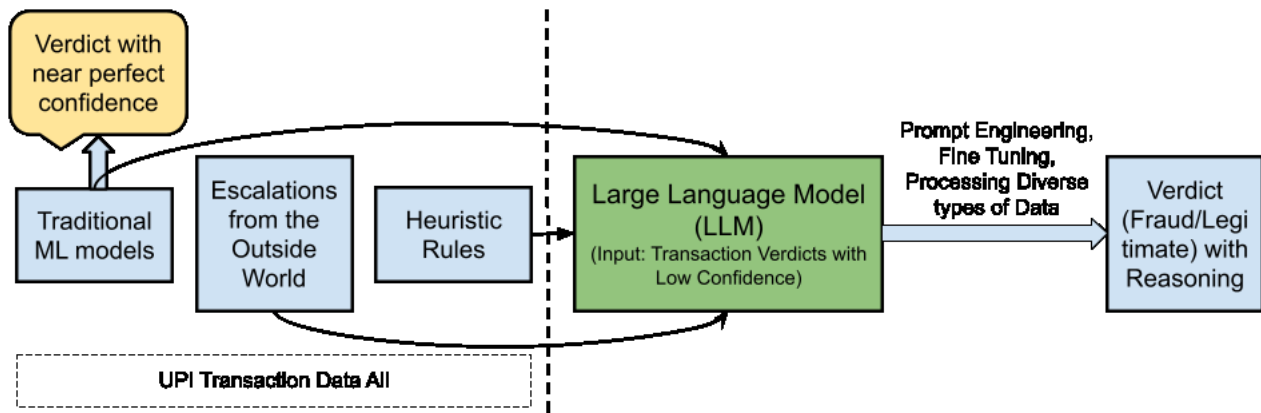 Verdict with
near perfect
confidence
Traditional
ML models
Escalations
from the
Outside
World
Heuristic
Rules
Large Language Model
(LLM)
(Input: Transaction Verdicts with
Low Confidence)
Prompt Engineering,
Fine Tuning,
Processing Diverse
types of Data
Verdict
(Fraud/Legi
timate) with
Reasoning
UPI Transaction Data All